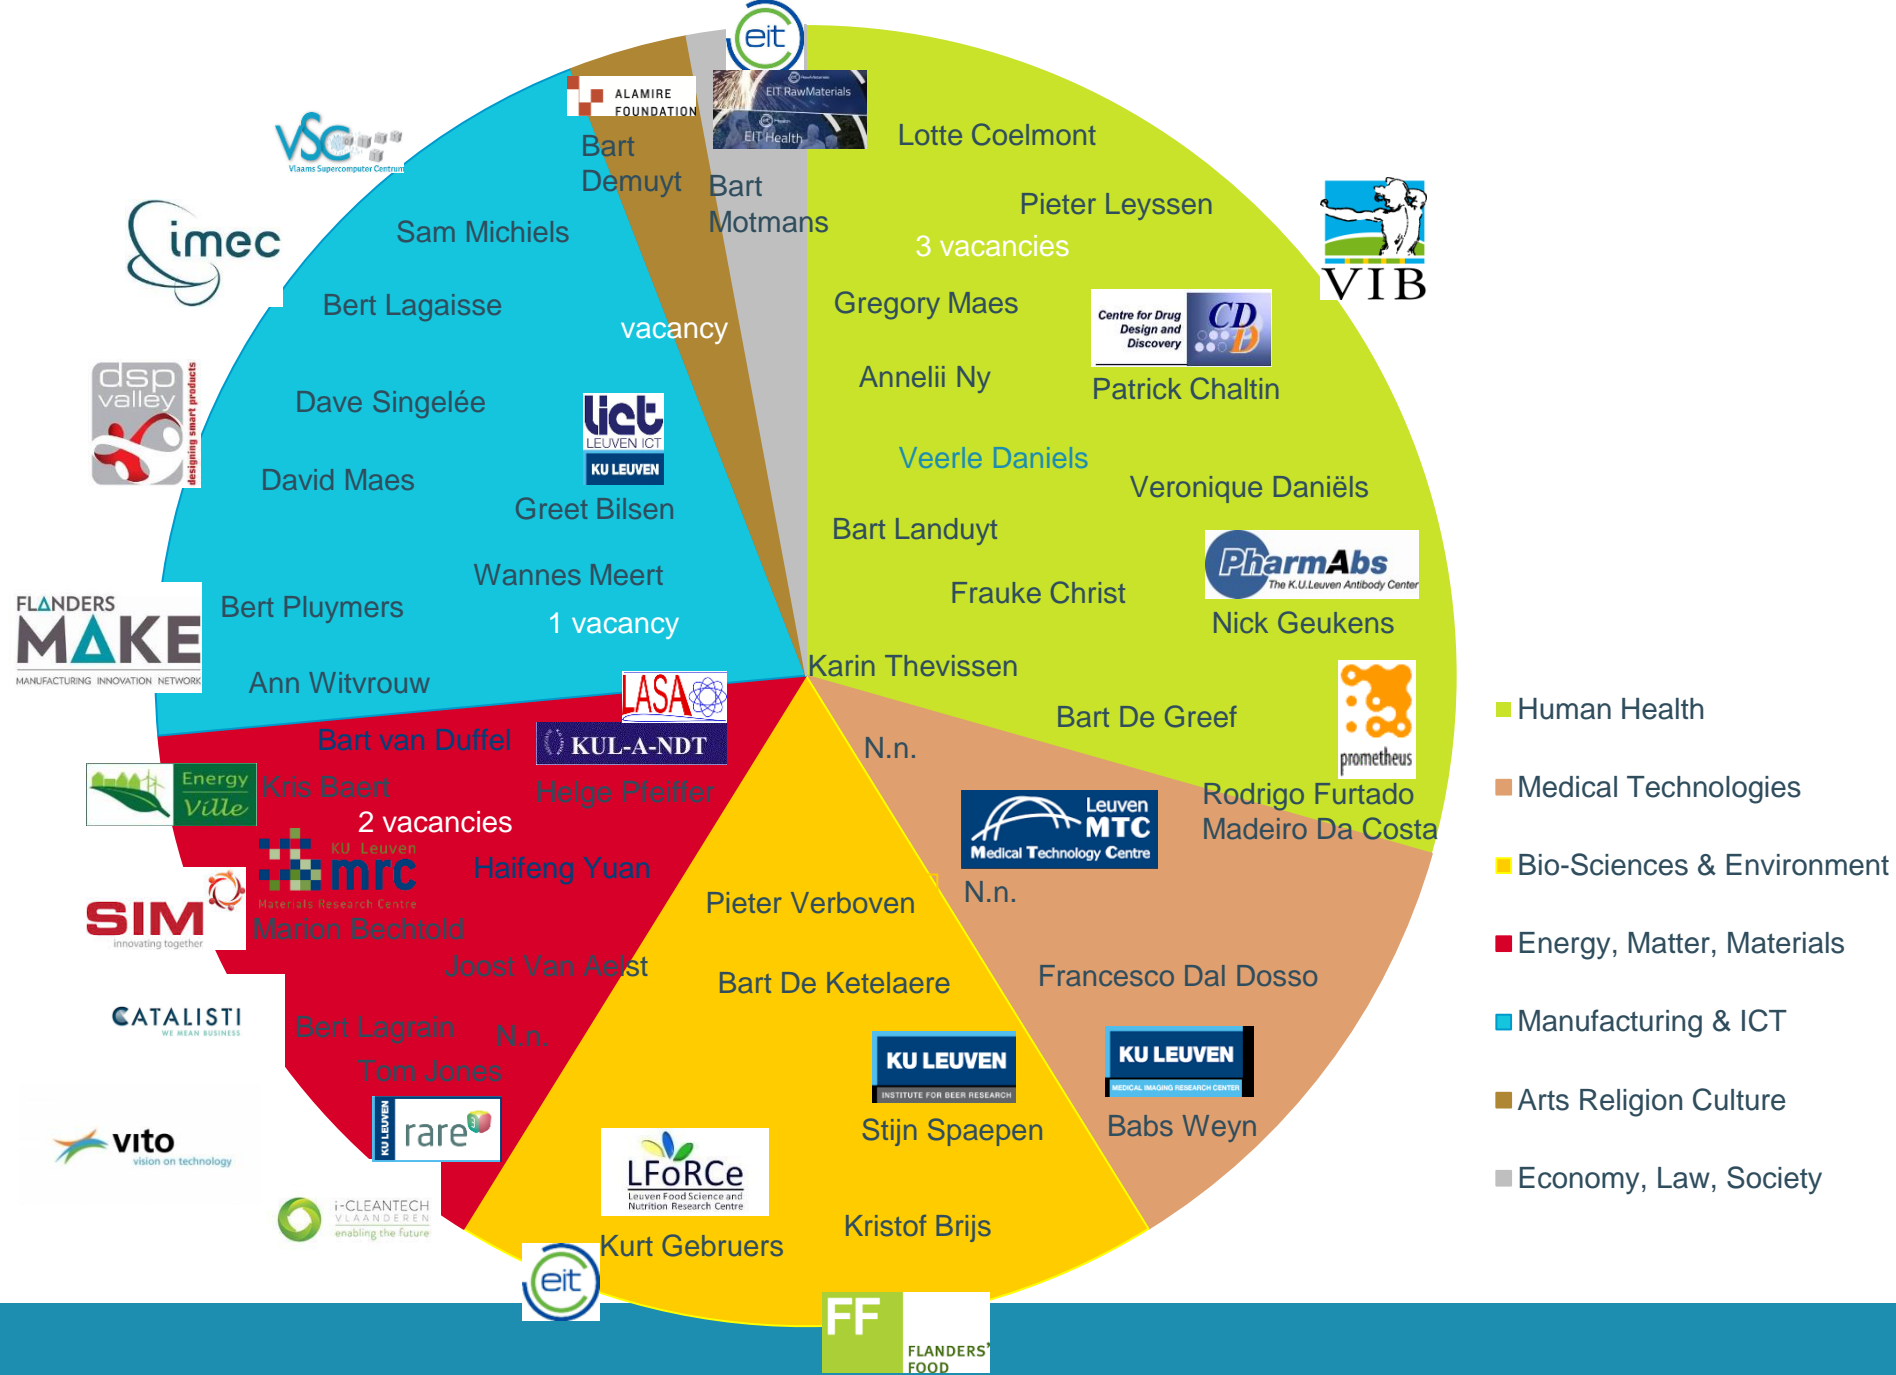 eit
EIT RawMaterials
EIT Health
ALAMIRE
FOUNDATION
Bart
Demuyt
Bart
Motmans
vacancy
VSC
Vlaams Supercomputer Centrum
imec
dsp
valley
designing smart products
FLANDERS
MAKE
MANUFACTURING INNOVATION NETWORK
Sam Michiels
Bert Lagaisse
Dave Singelée
David Maes
lict
LEUVEN ICT
KU LEUVEN
Greet Bilsen
Wannes Meert
1 vacancy
Bert Pluymers
Ann Witvrouw
Lotte Coelmont
Pieter Leyssen
3 vacancies
VIB
Gregory Maes
Centre for Drug
Design and
Discovery
CD
D
Annelii Ny
Patrick Chaltin
Veerle Daniels
Veronique Daniëls
Bart Landuyt
PharmAbs
The K.U.Leuven Antibody Center
Frauke Christ
Nick Geukens
Karin Thevissen
Bart De Greef
prometheus
Rodrigo Furtado
Madeiro Da Costa
LASA
KUL-A-NDT
Bart van Duffel
Kris Baert
Helge Pfeiffer
2 vacancies
Energy
Ville
KU Leuven
mrc
Materials Research Centre
Haifeng Yuan
SIM
innovating together
Marion Bechtold
Joost Van Aelst
CATALISTI
WE MEAN BUSINESS
Bert Lagrain
N.n.
Tom Jones
KU LEUVEN
rare³
vito
vision on technology
i-CLEANTECH
VLAANDEREN
enabling the future
N.n.
Leuven
MTC
Medical Technology Centre
N.n.
Francesco Dal Dosso
KU LEUVEN
MEDICAL IMAGING RESEARCH CENTER
Babs Weyn
Pieter Verboven
Bart De Ketelaere
KU LEUVEN
INSTITUTE FOR BEER RESEARCH
Stijn Spaepen
LFoRCe
Leuven Food Science and
Nutrition Research Centre
Kurt Gebruers
Kristof Brijs
eit
FF
FLANDERS'
FOOD
Human Health
Medical Technologies
Bio-Sciences & Environment
Energy, Matter, Materials
Manufacturing & ICT
Arts Religion Culture
Economy, Law, Society